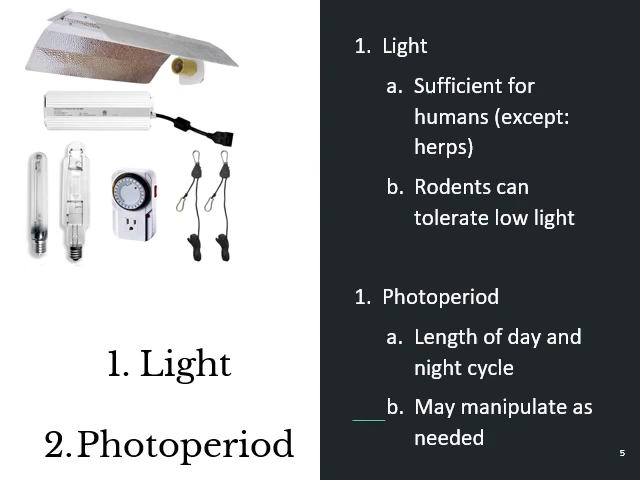 1. Light
2. Photoperiod
1. Light
a. Sufficient for
humans (except:
herps)
b. Rodents can
tolerate low light
1. Photoperiod
a. Length of day and
night cycle
b. May manipulate as
needed
5